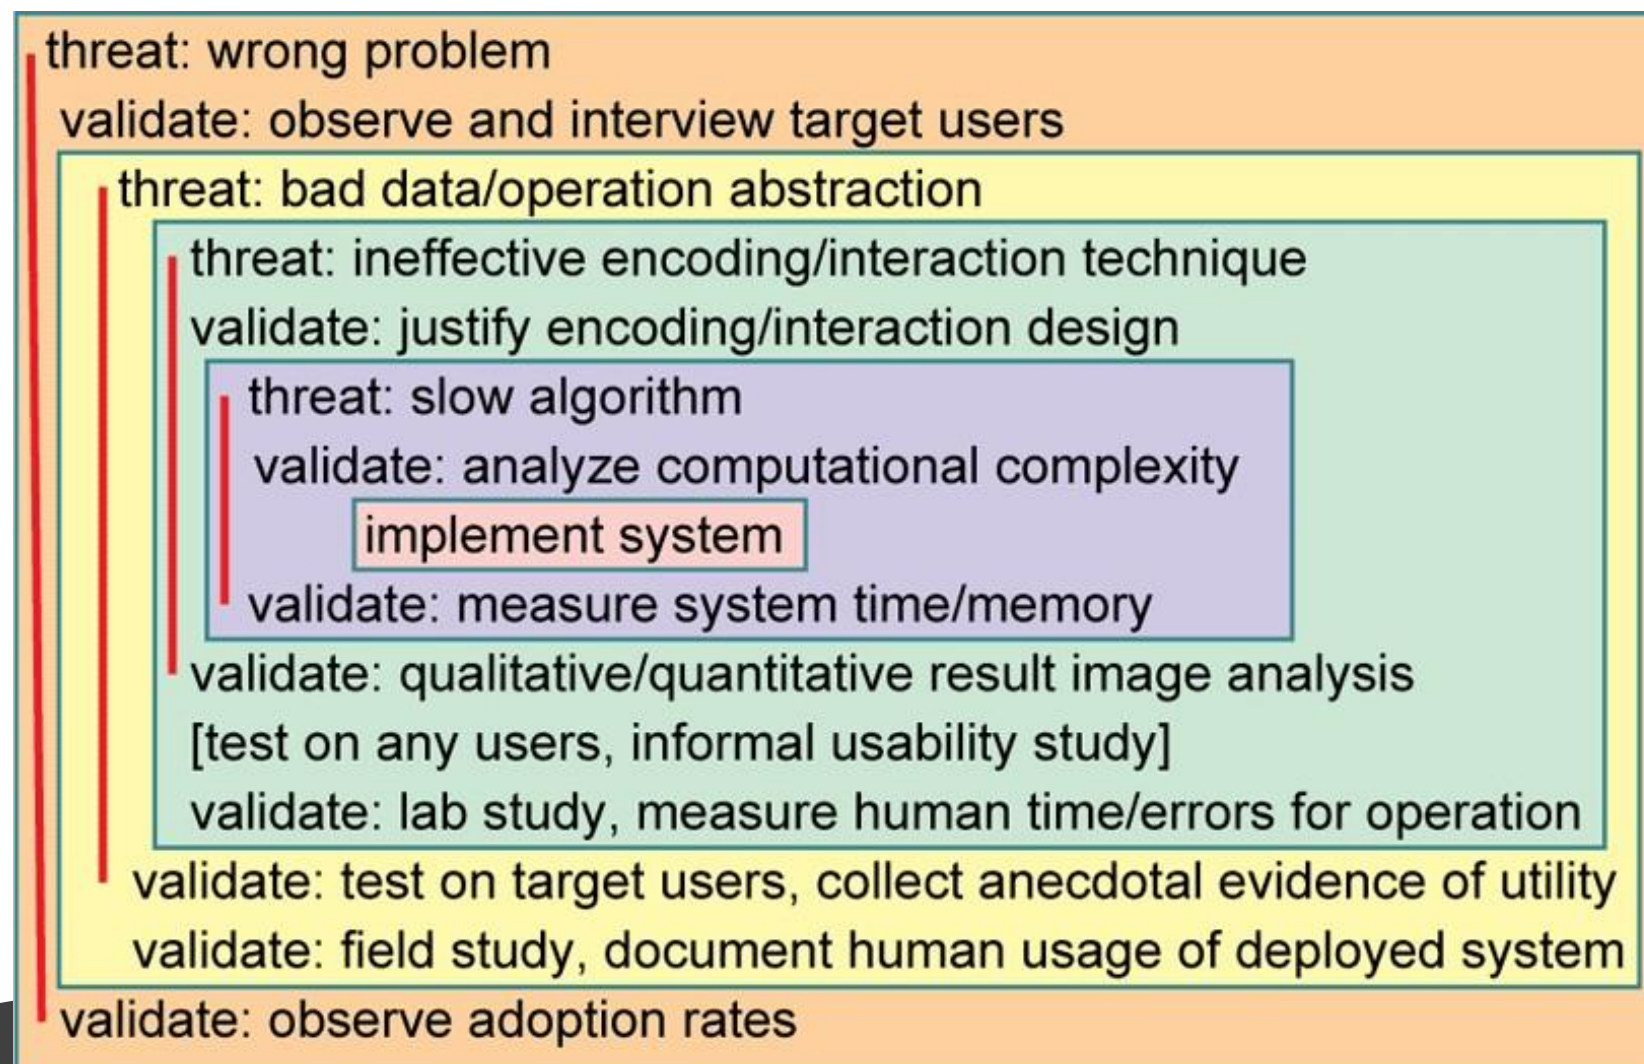 threat: wrong problem
validate: observe and interview target users
threat: bad data/operation abstraction
threat: ineffective encoding/interaction technique
validate: justify encoding/interaction design
threat: slow algorithm
validate: analyze computational complexity
implement system
validate: measure system time/memory
validate: qualitative/quantitative result image analysis
[test on any users, informal usability study]
validate: lab study, measure human time/errors for operation
validate: test on target users, collect anecdotal evidence of utility
validate: field study, document human usage of deployed system
validate: observe adoption rates